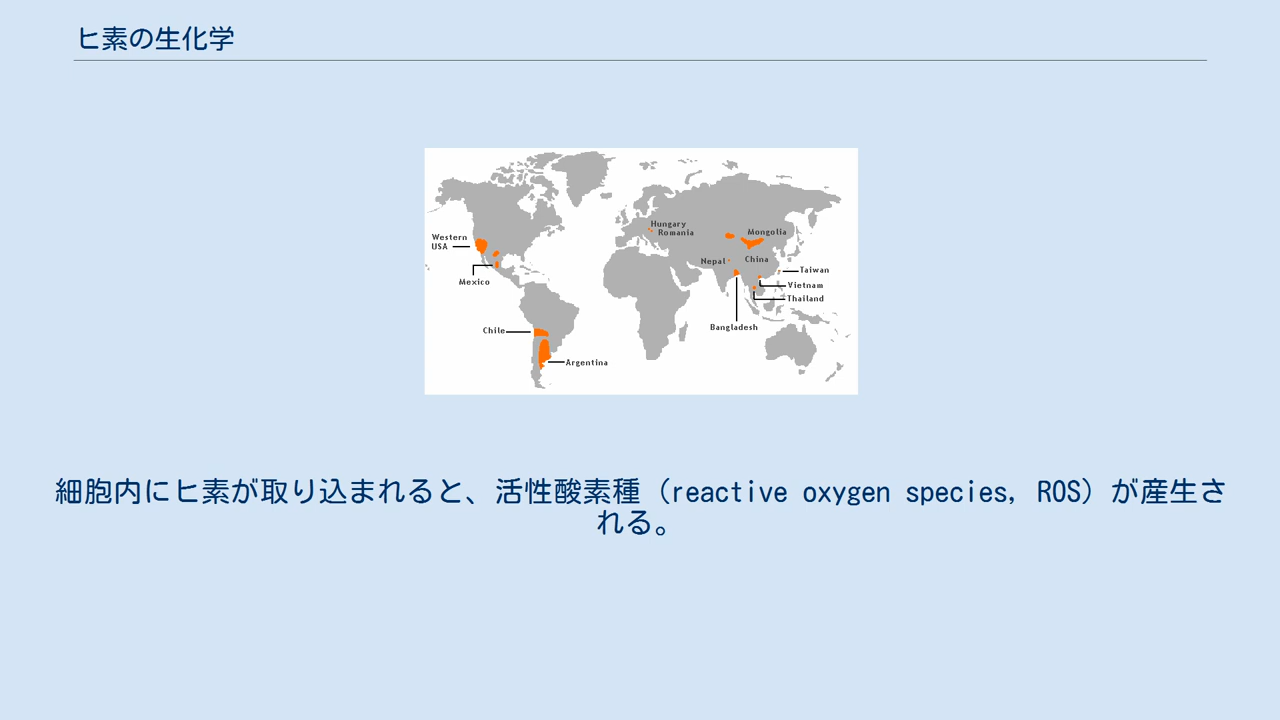 ヒ素の生化学
Hungary
Romania
Western
USA
Mongolia
Nepal
China
Taiwan
Mexico
Vietnam
Thailand
Bangladesh
Chile
Argentina
細胞内にヒ素が取り込まれると、活性酸素種（reactive oxygen species, ROS）が産生さ
れる。